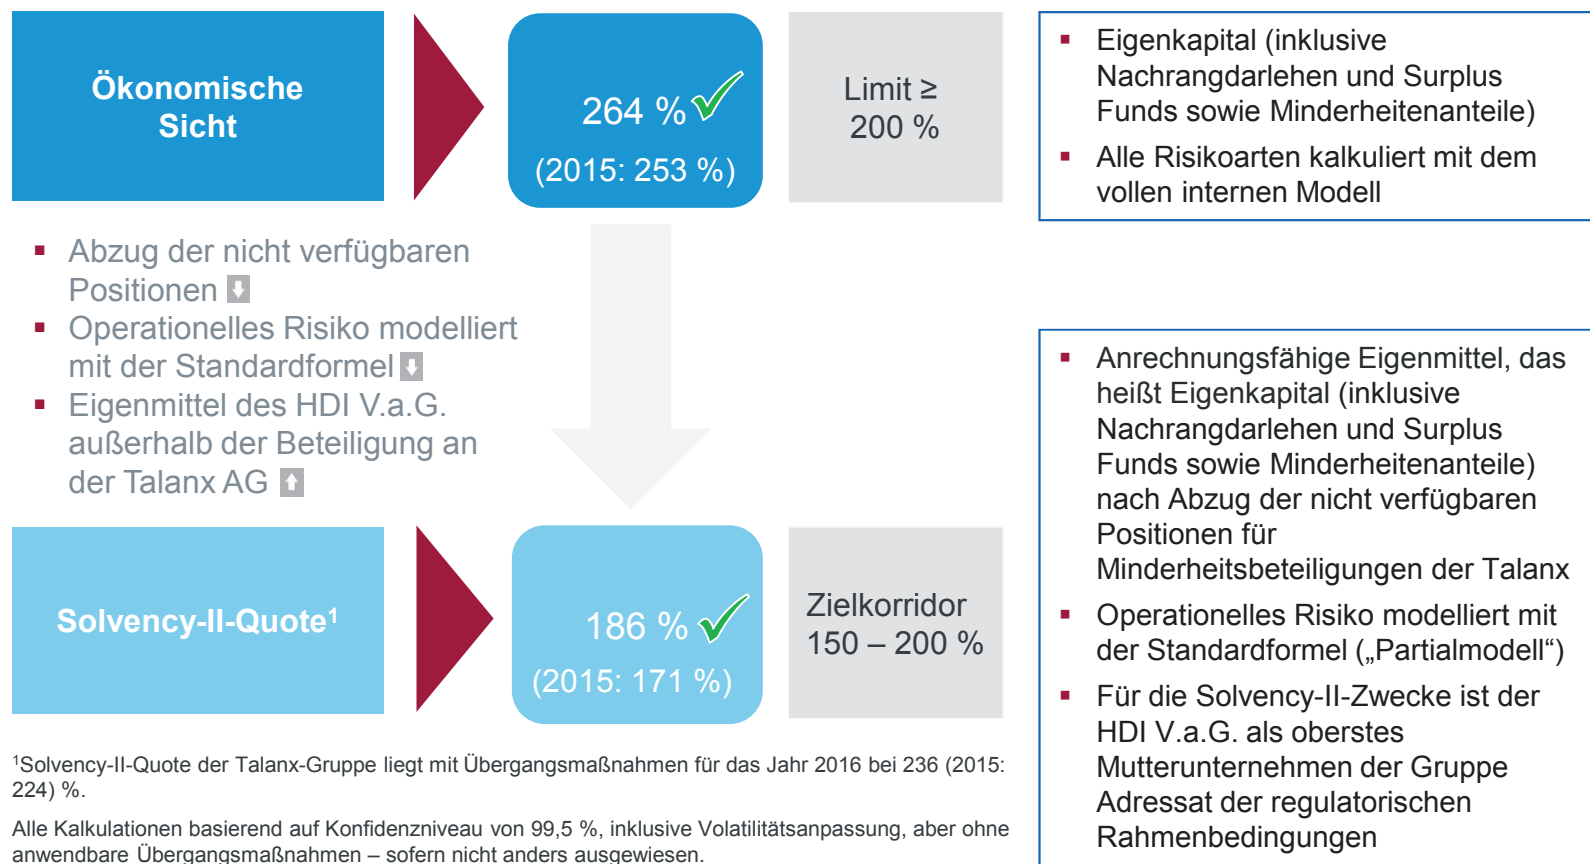 Ökonomische
Sicht
264 %
(2015: 253 %)
Limit ≥
200 %
▪ Eigenkapital (inklusive
Nachrangdarlehen und Surplus
Funds sowie Minderheitenanteile)
▪ Alle Risikoarten kalkuliert mit dem
vollen internen Modell
▪ Abzug der nicht verfügbaren
Positionen
▪ Operationelles Risiko modelliert
mit der Standardformel
▪ Eigenmittel des HDI V.a.G.
außerhalb der Beteiligung an
der Talanx AG
Solvency-II-Quote¹
186 %
(2015: 171 %)
Zielkorridor
150 – 200 %
▪ Anrechnungsfähige Eigenmittel, das
heißt Eigenkapital (inklusive
Nachrangdarlehen und Surplus
Funds sowie Minderheitenanteile)
nach Abzug der nicht verfügbaren
Positionen für
Minderheitsbeteiligungen der Talanx
▪ Operationelles Risiko modelliert mit
der Standardformel („Partialmodell“)
▪ Für die Solvency-II-Zwecke ist der
HDI V.a.G. als oberstes
Mutterunternehmen der Gruppe
Adressat der regulatorischen
Rahmenbedingungen
¹Solvency-II-Quote der Talanx-Gruppe liegt mit Übergangsmaßnahmen für das Jahr 2016 bei 236 (2015:
224) %.
Alle Kalkulationen basierend auf Konfidenzniveau von 99,5 %, inklusive Volatilitätsanpassung, aber ohne
anwendbare Übergangsmaßnahmen – sofern nicht anders ausgewiesen.